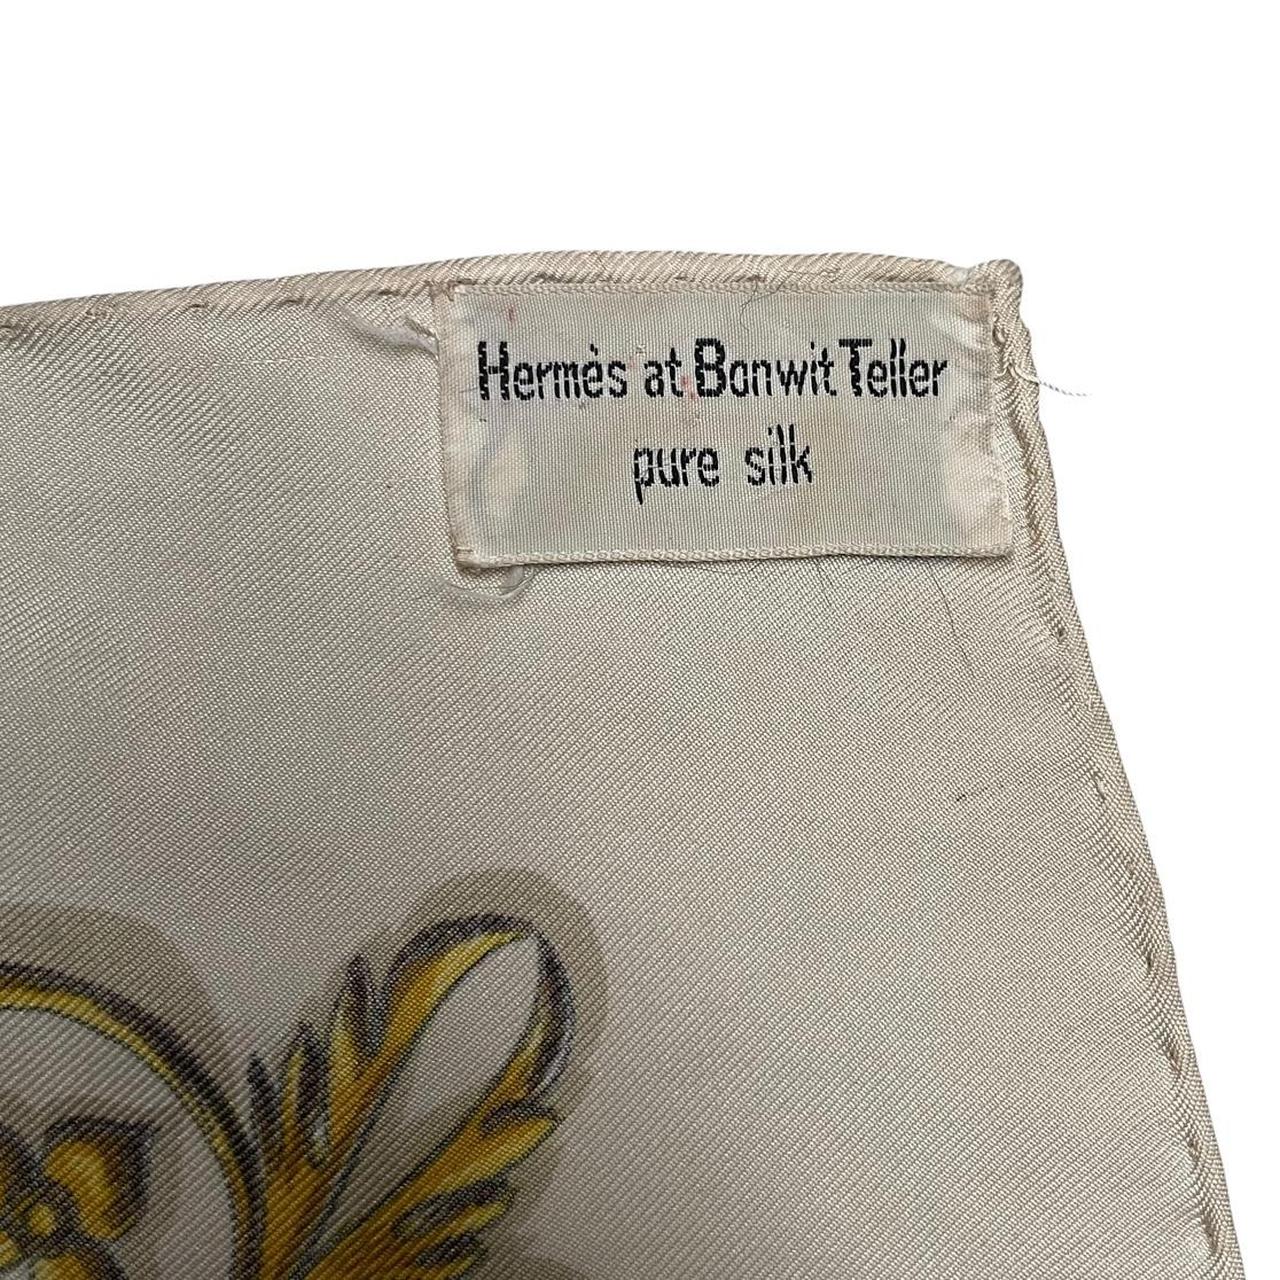 Hermès at Bonwit Teller
pure silk